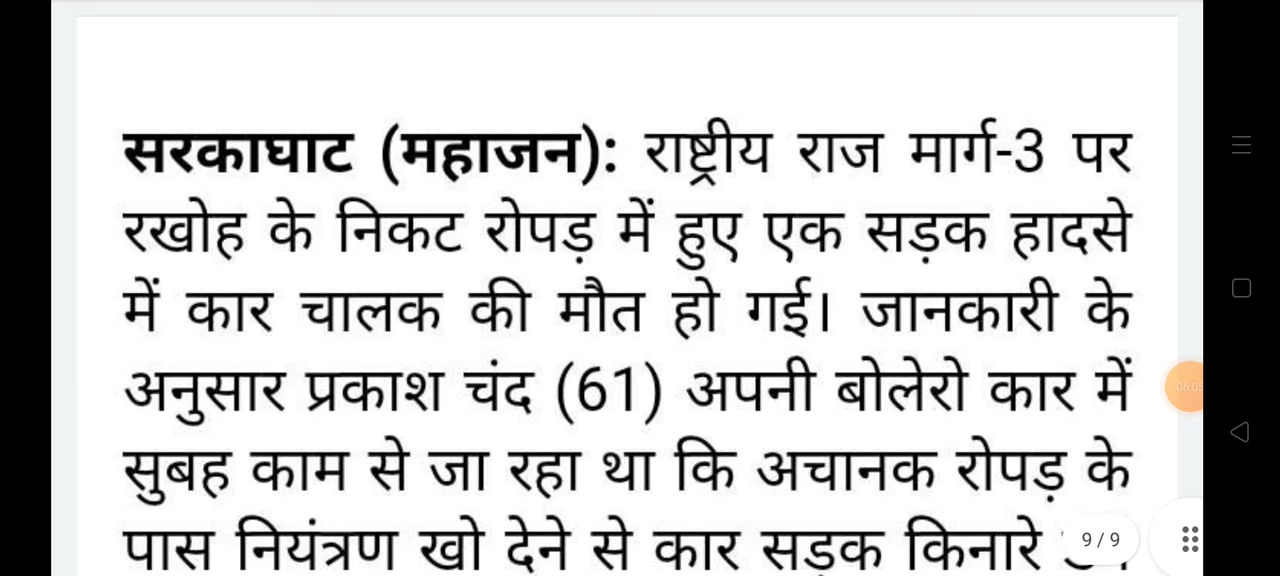 सरकाघाट (महाजन): राष्ट्रीय राज मार्ग-3 पर
रखोह के निकट रोपड़ में हुए एक सड़क हादसे
में कार चालक की मौत हो गई। जानकारी के
अनुसार प्रकाश चंद (61) अपनी बोलेरो कार में
सुबह काम से जा रहा था कि अचानक रोपड़ के
पास नियंत्रण खो देने से कार सड़क किनारे
9/9